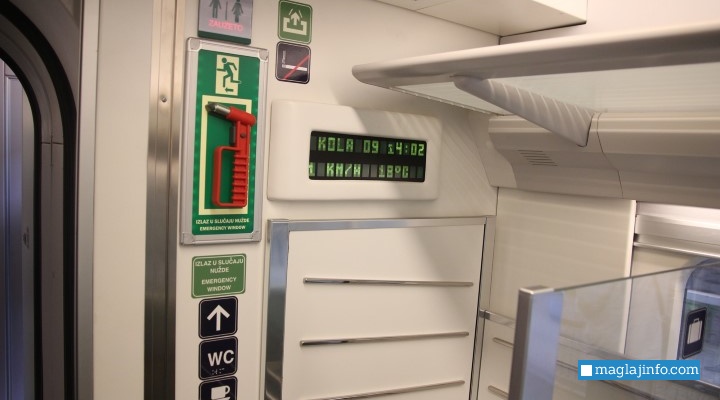 ZAUZETO
KOLA 09 14:02
KM/H 18°C
IZLAZ U SLUČAJU NUŽDE
EMERGENCY WINDOW
IZLAZ U SLUČAJU
NUŽDE
EMERGENCY
WINDOW
WC
maglajinfo.com